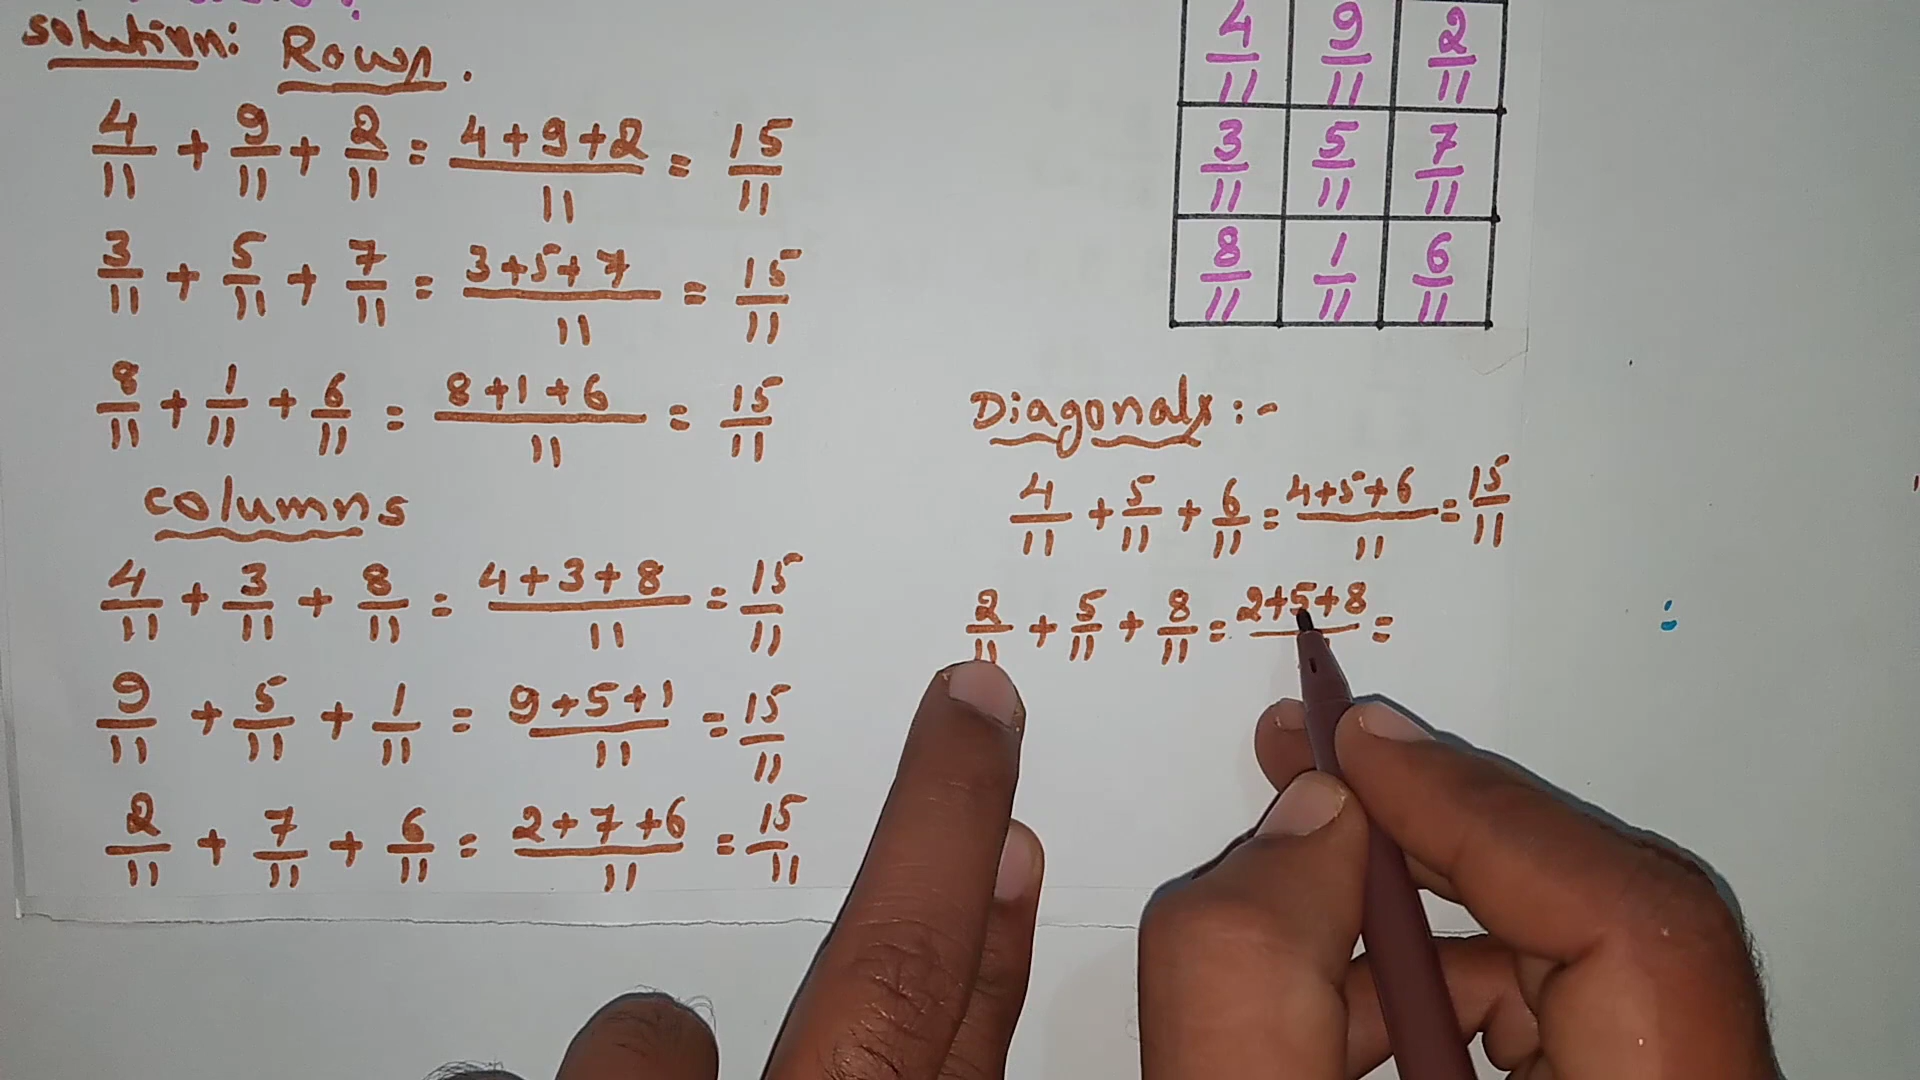 solution: Rows.
4/11 + 9/11 + 2/11 = 4+9+2/11 = 15/11
3/11 + 5/11 + 7/11 = 3+5+7/11 = 15/11
8/11 + 1/11 + 6/11 = 8+1+6/11 = 15/11
columns
4/11 + 3/11 + 8/11 = 4+3+8/11 = 15/11
9/11 + 5/11 + 1/11 = 9+5+1/11 = 15/11
2/11 + 7/11 + 6/11 = 2+7+6/11 = 15/11
4/11 9/11 2/11
3/11 5/11 7/11
8/11 1/11 6/11
Diagonals:-
4/11 + 5/11 + 6/11 = 4+5+6/11 = 15/11
2/11 + 5/11 + 8/11 = 2+5+8/ =